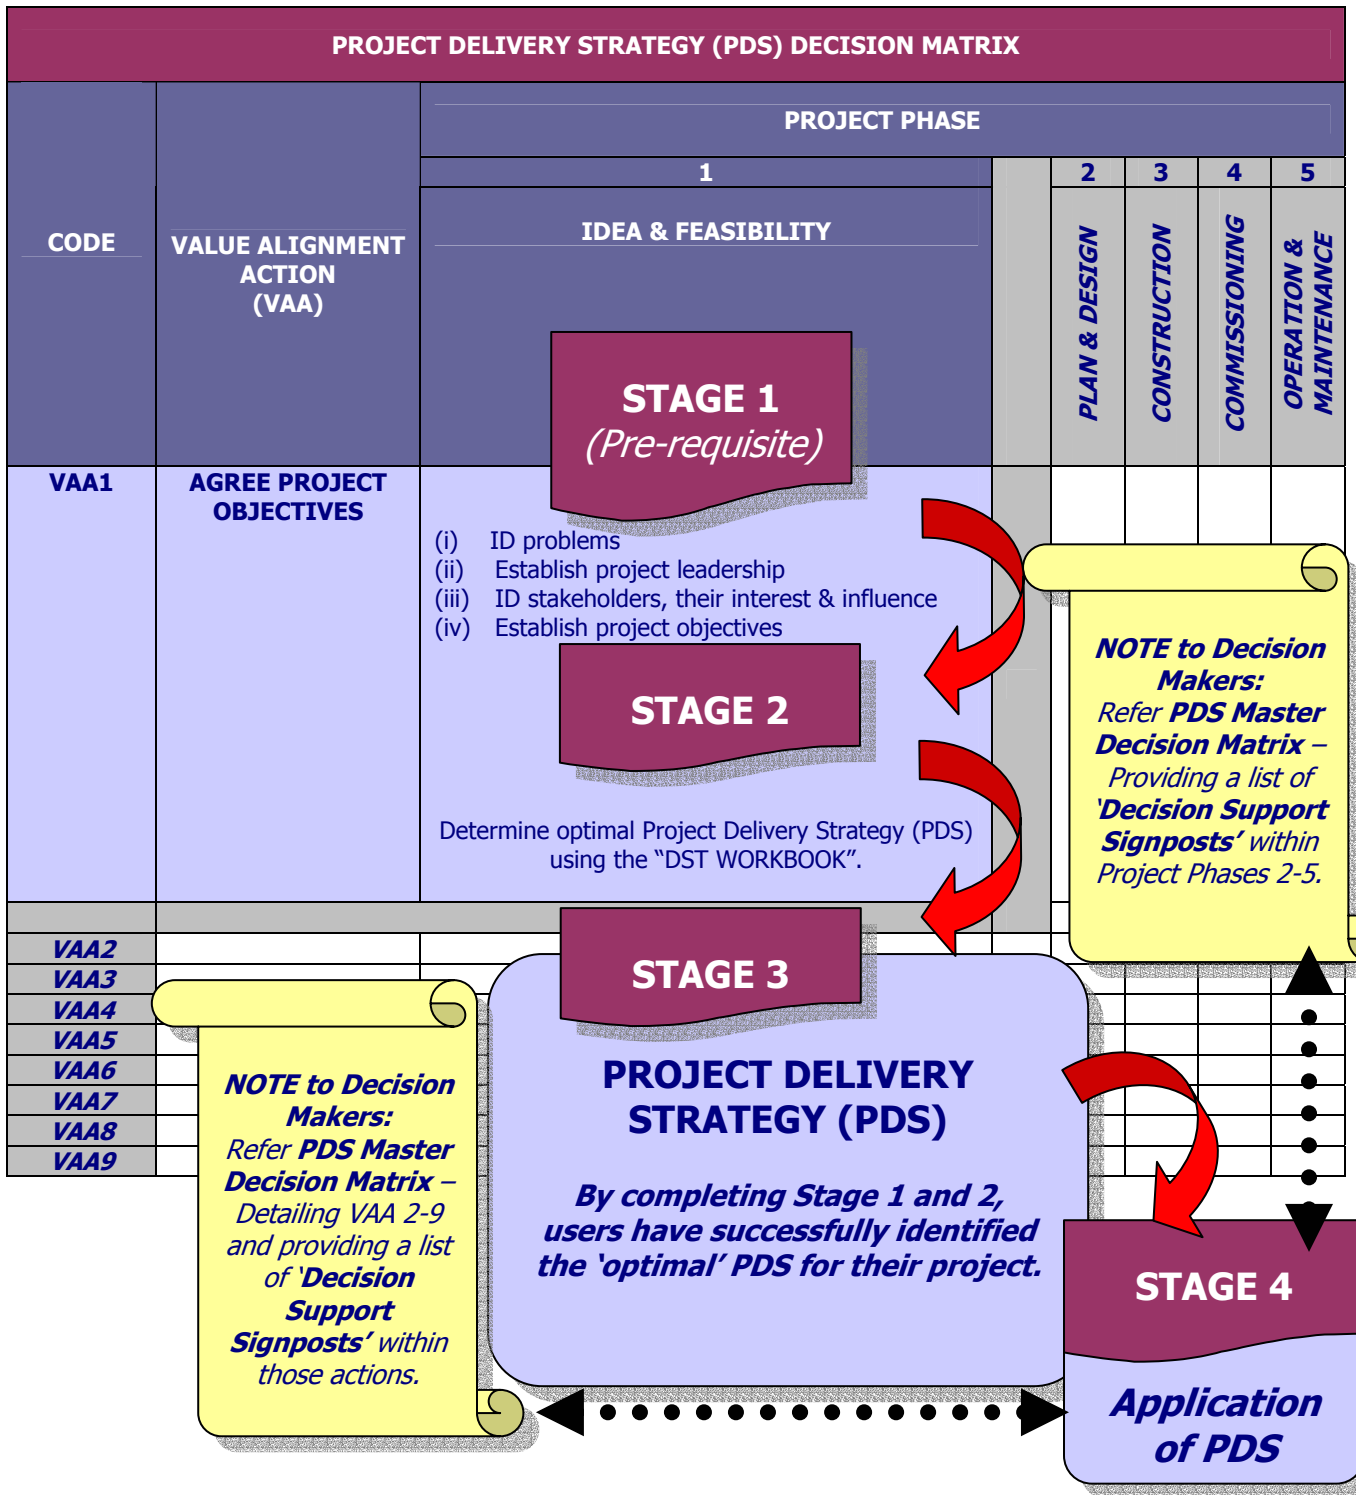 PROJECT DELIVERY STRATEGY (PDS) DECISION MATRIX
CODE
VALUE ALIGNMENT
ACTION
(VAA)
PROJECT PHASE
1
2
3
4
5
IDEA & FEASIBILITY
PLAN & DESIGN
CONSTRUCTION
COMMISSIONING
OPERATION &
MAINTENANCE
STAGE 1
(Pre-requisite)
VAA1
AGREE PROJECT
OBJECTIVES
(i) ID problems
(ii) Establish project leadership
(iii) ID stakeholders, their interest & influence
(iv) Establish project objectives
STAGE 2
Determine optimal Project Delivery Strategy (PDS)
using the “DST WORKBOOK”.
NOTE to Decision
Makers:
Refer PDS Master
Decision Matrix –
Providing a list of
‘Decision Support
Signposts’ within
Project Phases 2-5.
VAA2
VAA3
VAA4
VAA5
VAA6
VAA7
VAA8
VAA9
NOTE to Decision
Makers:
Refer PDS Master
Decision Matrix –
Detailing VAA 2-9
and providing a list
of ‘Decision
Support
Signposts’ within
those actions.
STAGE 3
PROJECT DELIVERY
STRATEGY (PDS)
By completing Stage 1 and 2,
users have successfully identified
the ‘optimal’ PDS for their project.
STAGE 4
Application
of PDS